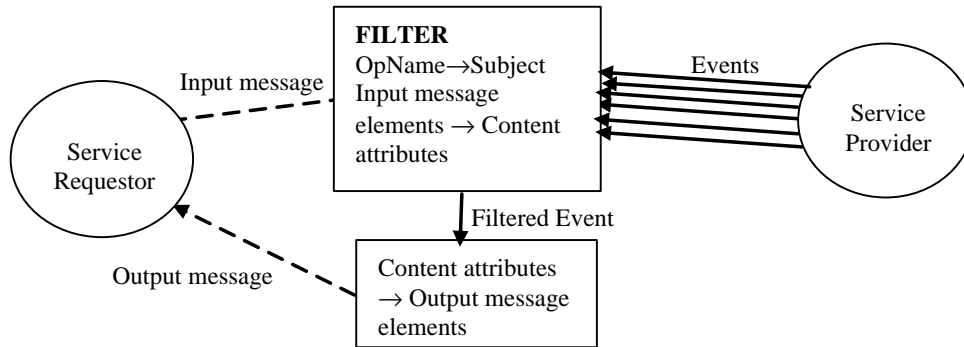 FILTER
OpName→Subject
Input message
elements → Content
attributes
Input message
Events
Service
Requestor
Service
Provider
Filtered Event
Output message
Content attributes
→ Output message
elements